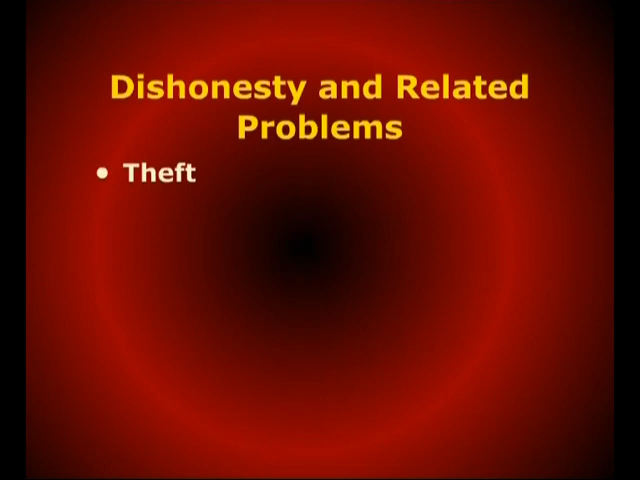 Dishonesty and Related
Problems
• Theft